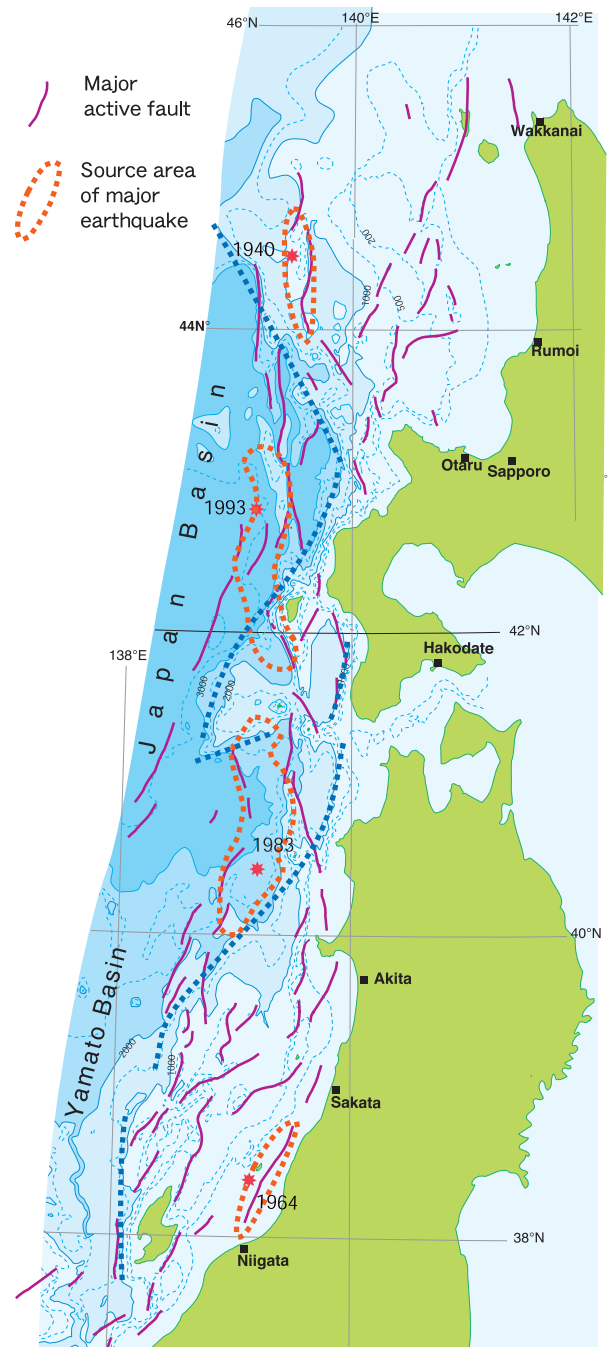 46°N
140°E
142°E
Major
active fault
Wakkanai
Source area
of major
earthquake
200
1940
1000
500
44N°
Rumoi
Otaru
Sapporo
1993
Japan Basin
42°N
138°E
Hakodate
3000
2000
1983
40°N
Akita
Yamato Basin
2000
1000
Sakata
1964
38°N
Niigata